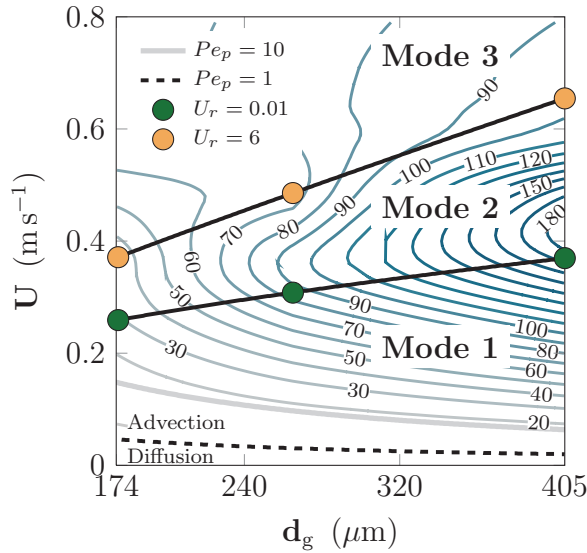 0.8
Pe_p = 10
Pe_p = 1
U_r = 0.01
U_r = 6
Mode 3
90
0.6
100
110
120
150
Mode 2
180
90
80
70
60
50
0.4
U (m s⁻¹)
90
70
50
30
Mode 1
100
80
60
40
30
20
0.2
Advection
Diffusion
0
174
240
320
405
d_g (μm)